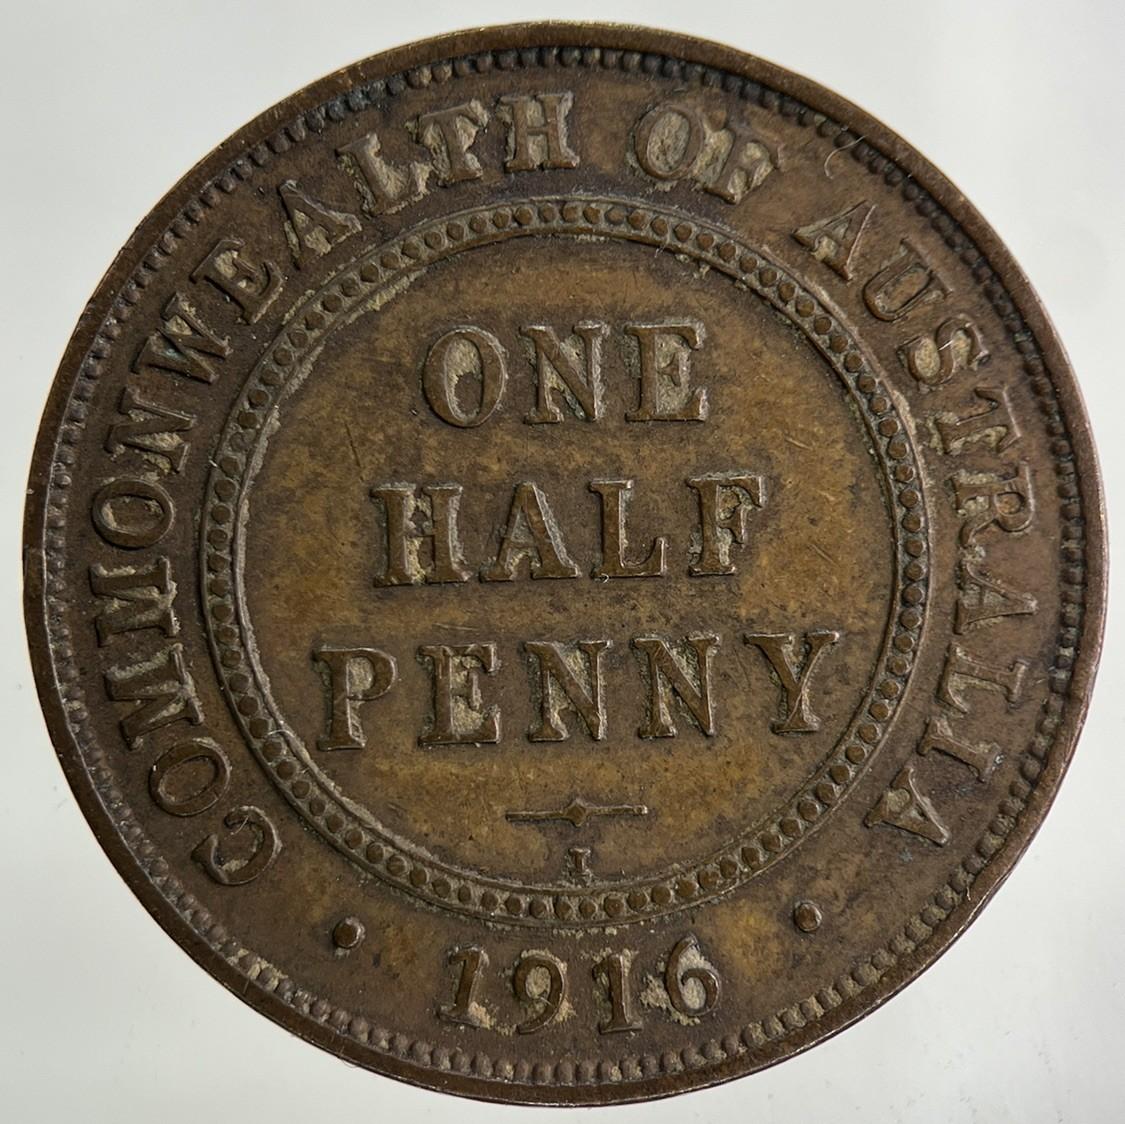 COMMONWEALTH OF AUSTRALIA
ONE
HALF
PENNY
I
· 1916 ·